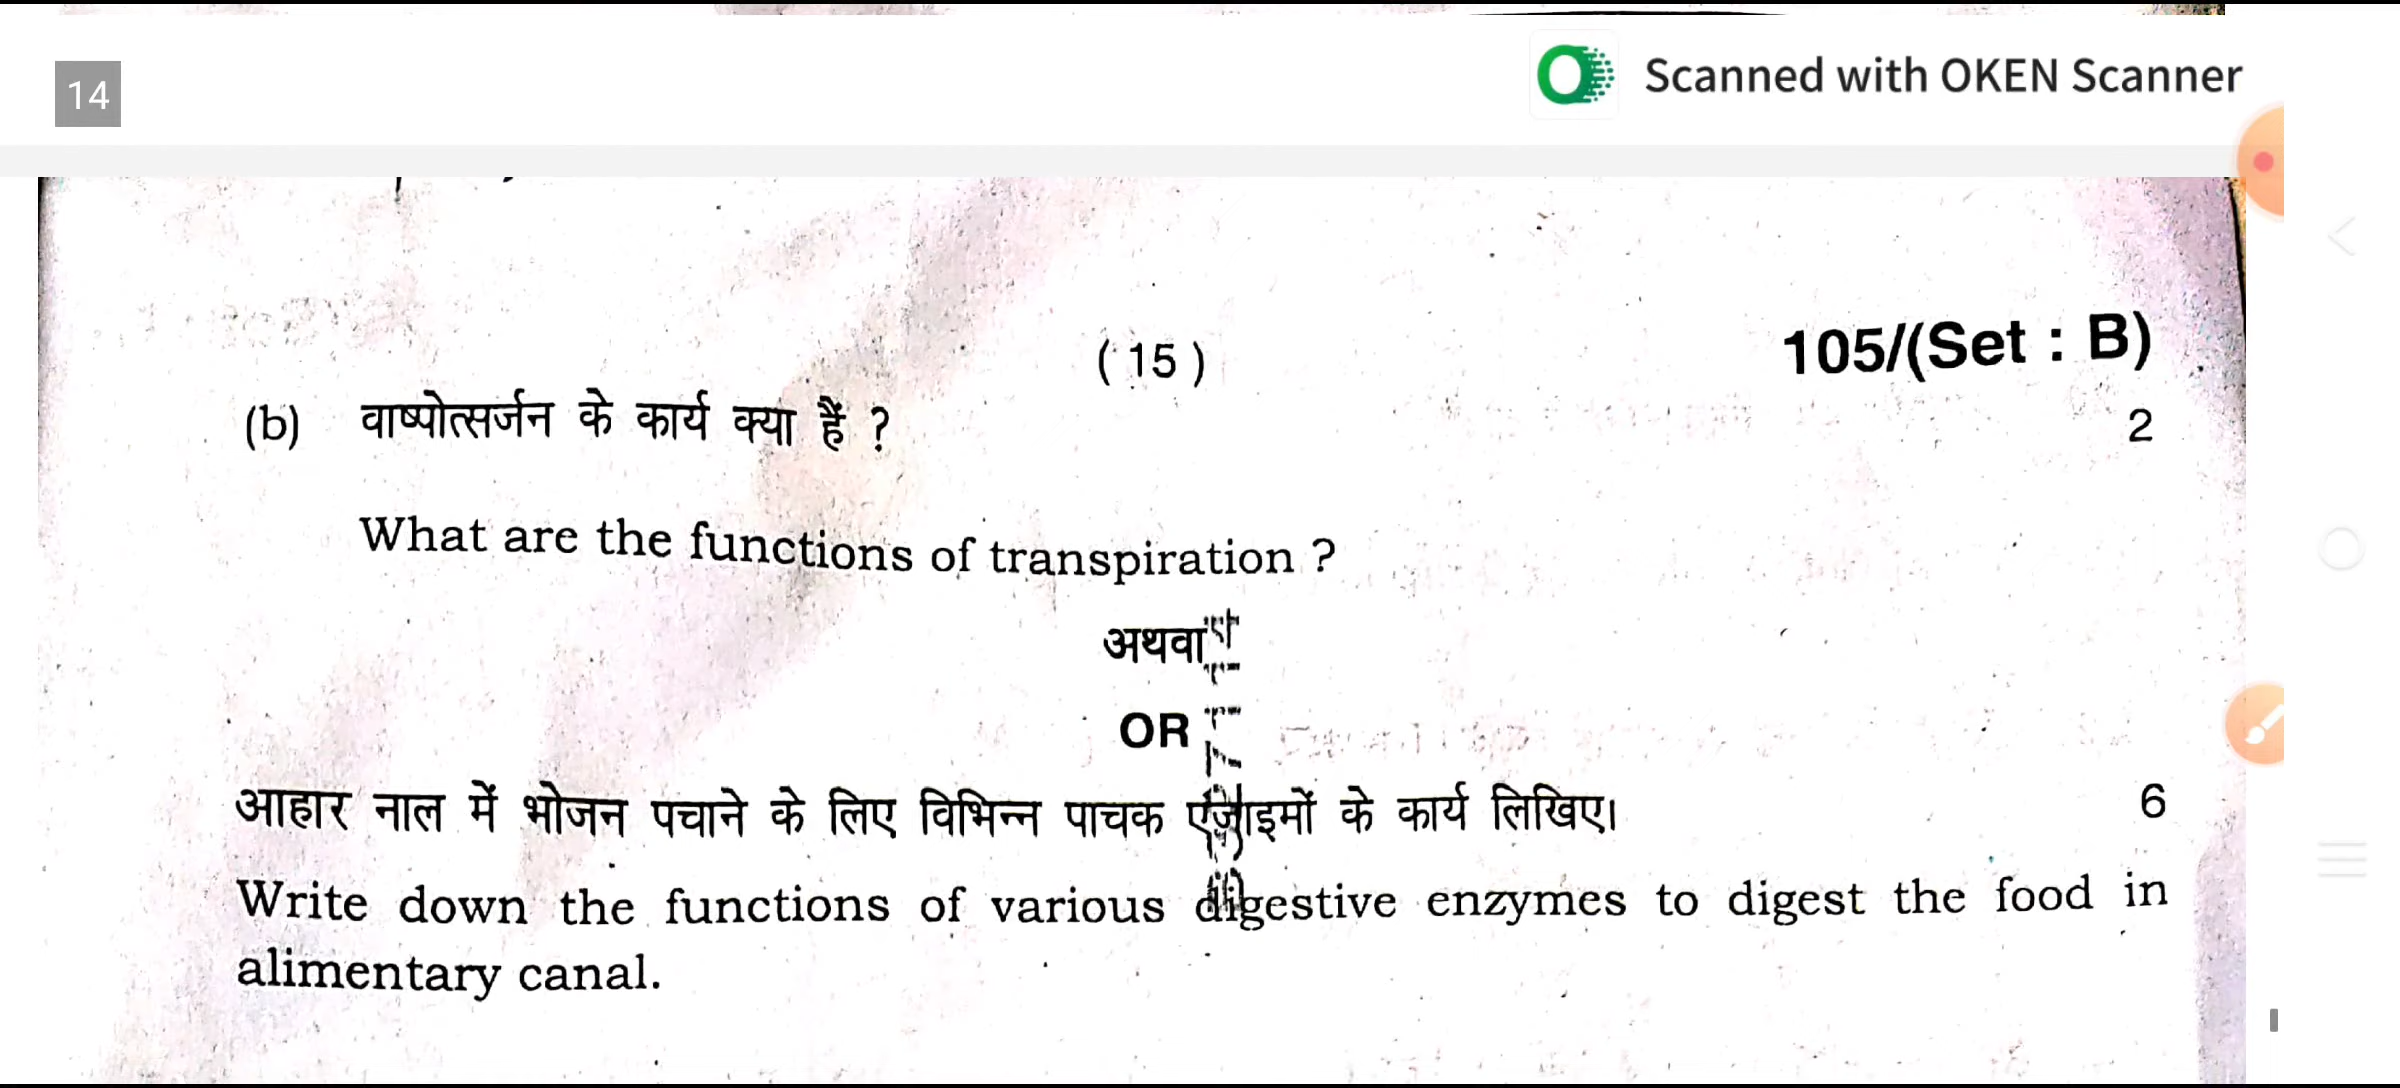 14
Scanned with OKEN Scanner
( 15 )
105/(Set : B)
(b) वाष्पोत्सर्जन के कार्य क्या हैं ?
2
What are the functions of transpiration ?
अथवा
OR
आहार नाल में भोजन पचाने के लिए विभिन्न पाचक एंज़ाइमों के कार्य लिखिए।
6
Write down the functions of various digestive enzymes to digest the food in
alimentary canal.